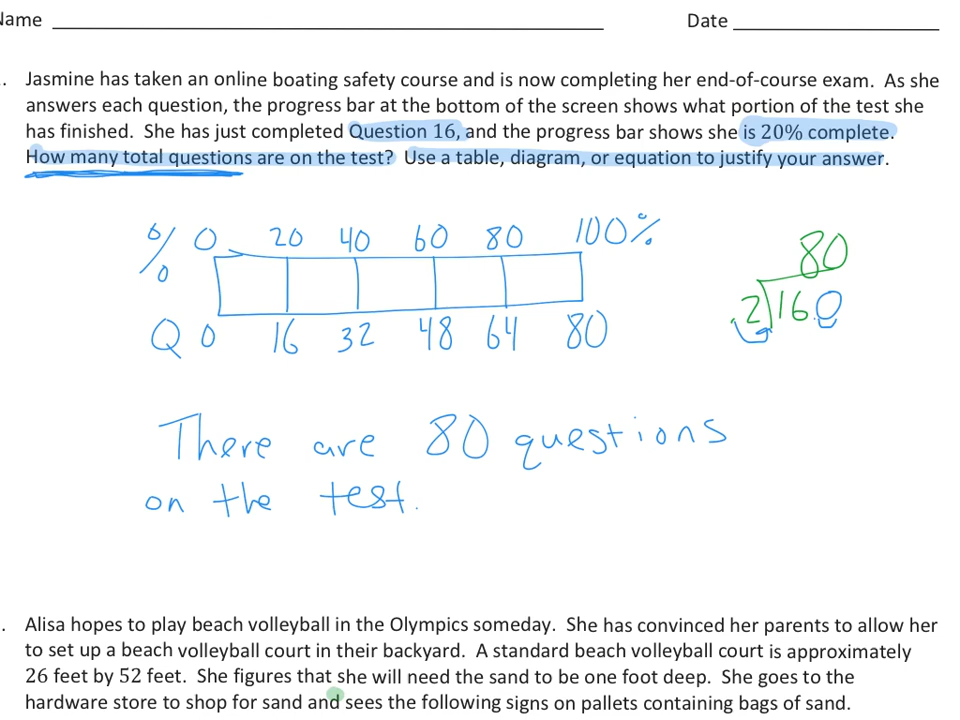 Name Date
. Jasmine has taken an online boating safety course and is now completing her end-of-course exam. As she
answers each question, the progress bar at the bottom of the screen shows what portion of the test she
has finished. She has just completed Question 16, and the progress bar shows she is 20% complete.
How many total questions are on the test? Use a table, diagram, or equation to justify your answer.
% 0 20 40 60 80 100%
80
.2)16.0
Q 0 16 32 48 64 80
There are 80 questions
on the test.
. Alisa hopes to play beach volleyball in the Olympics someday. She has convinced her parents to allow her
to set up a beach volleyball court in their backyard. A standard beach volleyball court is approximately
26 feet by 52 feet. She figures that she will need the sand to be one foot deep. She goes to the
hardware store to shop for sand and sees the following signs on pallets containing bags of sand.